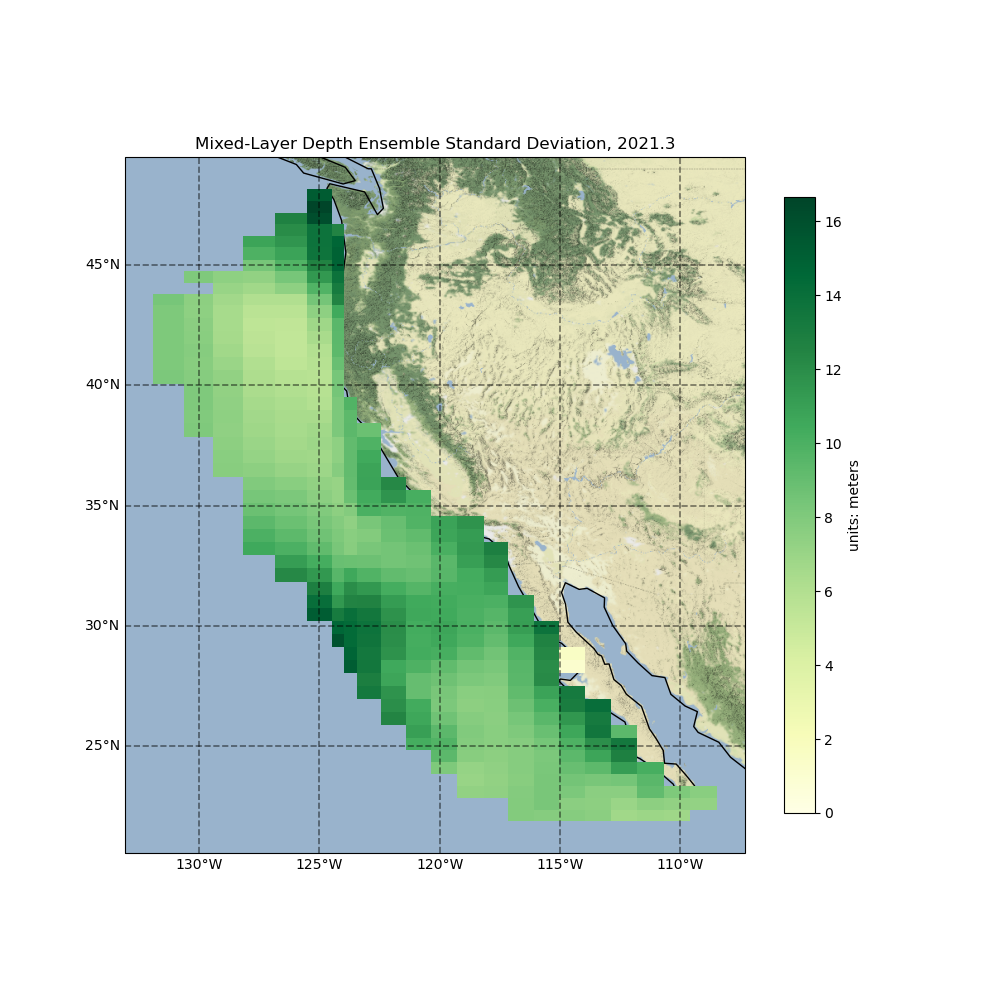 Mixed-Layer Depth Ensemble Standard Deviation, 2021.3
45°N
40°N
35°N
30°N
25°N
130°W
125°W
120°W
115°W
110°W
16
14
12
10
8
6
4
2
0
units: meters